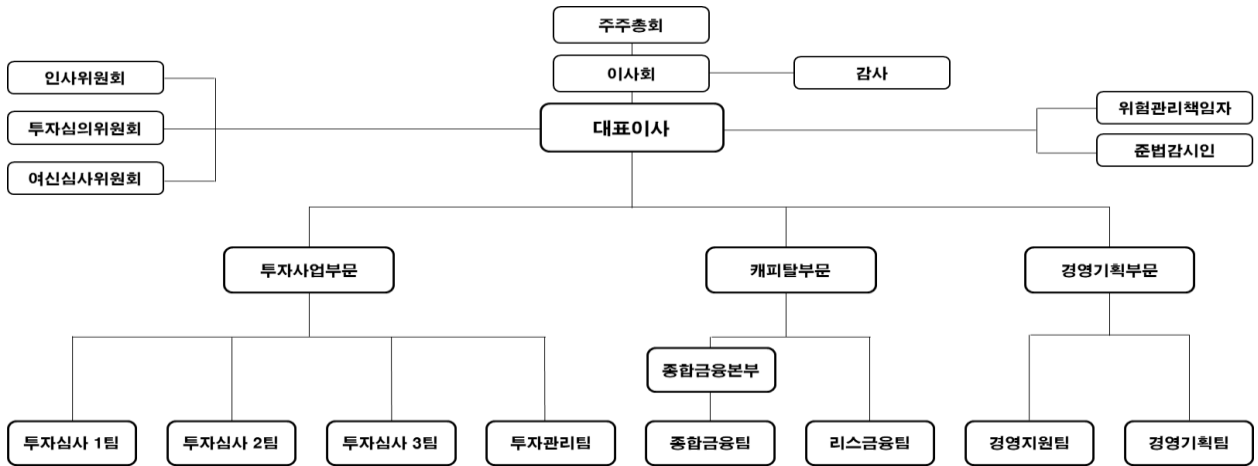 주주총회
이사회
감사
인사위원회
투자심의위원회
여신심사위원회
대표이사
위험관리책임자
준법감시인
투자사업부문
캐피탈부문
경영기획부문
종합금융본부
투자심사 1팀
투자심사 2팀
투자심사 3팀
투자관리팀
종합금융팀
리스금융팀
경영지원팀
경영기획팀